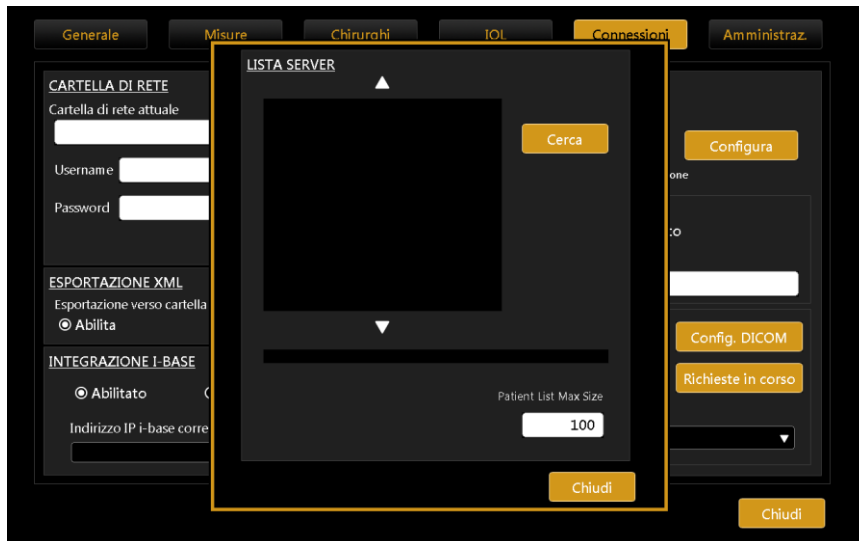 Generale
Misure
Chirurghi
IOL
Connessioni
Amministraz.
CARTELLA DI RETE
Cartella di rete attuale
Username
Password
ESPORTAZIONE XML
Esportazione verso cartella
Abilita
INTEGRAZIONE I-BASE
Abilitato
Indirizzo IP i-base corre
LISTA SERVER
Cerca
Patient List Max Size
100
Chiudi
Configura
one
to
Config. DICOM
Richieste in corso
Chiudi